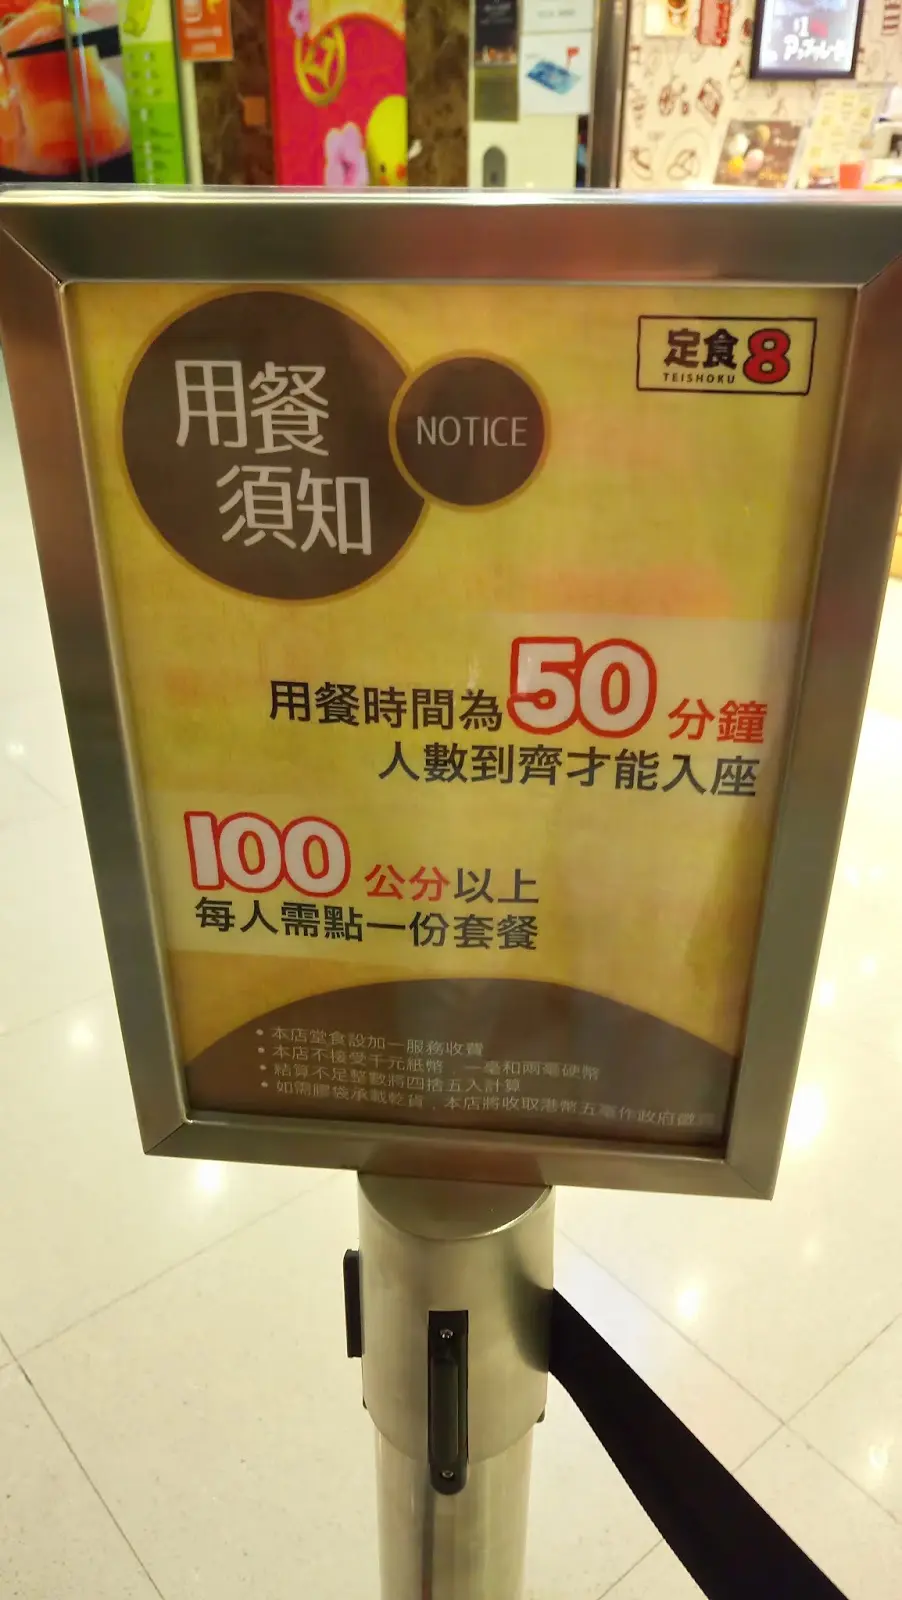 定食8
TEISHOKU
用餐
須知
NOTICE
用餐時間為50分鐘
人數到齊才能入座
100公分以上
每人需點一份套餐
• 本店堂食設加一服務收費
• 本店不接受千元紙幣﹐一毫和兩毫硬幣
• 結算不足整數將四捨五入計算
• 如需膠袋承載乾貨﹐本店將收取港幣五毫作政府徵